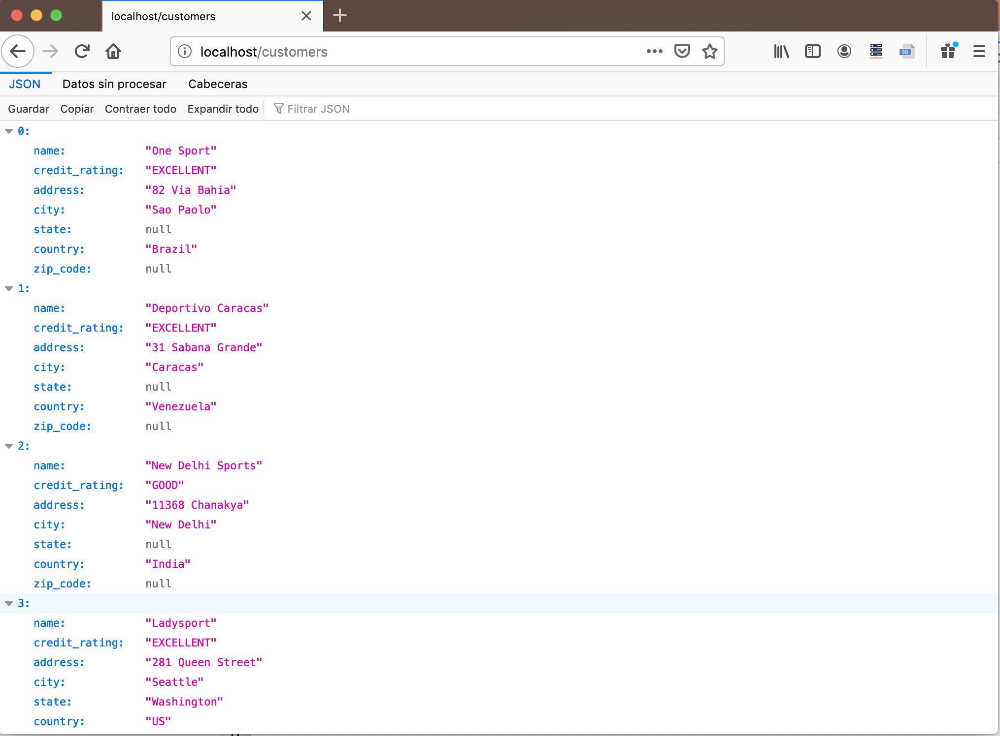 localhost/customers
localhost/customers
SQL
JSON Datos sin procesar Cabeceras
Guardar Copiar Contraer todo Expandir todo Filtrar JSON
0:
name: "One Sport"
credit_rating: "EXCELLENT"
address: "82 Via Bahia"
city: "Sao Paolo"
state: null
country: "Brazil"
zip_code: null
1:
name: "Deportivo Caracas"
credit_rating: "EXCELLENT"
address: "31 Sabana Grande"
city: "Caracas"
state: null
country: "Venezuela"
zip_code: null
2:
name: "New Delhi Sports"
credit_rating: "GOOD"
address: "11368 Chanakya"
city: "New Delhi"
state: null
country: "India"
zip_code: null
3:
name: "Ladysport"
credit_rating: "EXCELLENT"
address: "281 Queen Street"
city: "Seattle"
state: "Washington"
country: "US"